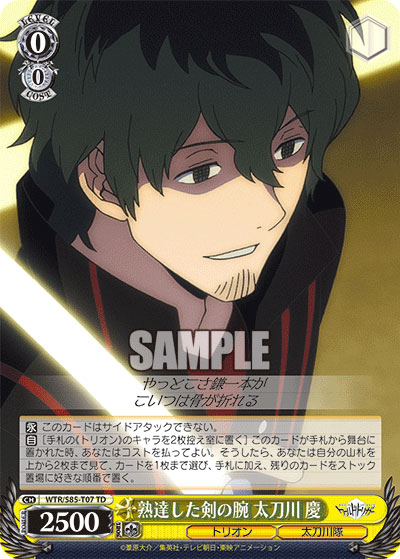 LEVEL
0
0
COST
SAMPLE
やっとこさ鎌一本か
こいつは骨が折れる
永 このカードはサイドアタックできない。
自 [手札の《トリオン》のキャラを2枚控え室に置く] このカードが手札から舞台に置かれた時、あなたはコストを払ってよい。そうしたら、あなたは自分の山札を上から2枚まで見て、カードを1枚まで選び、手札に加え、残りのカードをストック置場に好きな順番で置く。
CH WTR/S85-T07 TD
熟達した剣の腕 太刀川 慶
POWER
2500
SOUL
トリオン
太刀川隊
©葦原大介／集英社・テレビ朝日・東映アニメーション